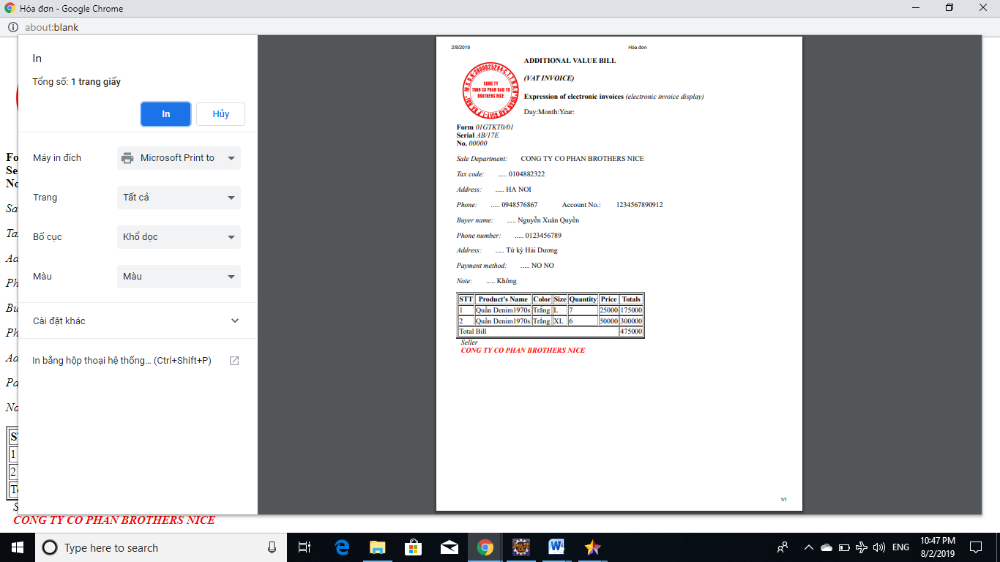 Hóa đơn - Google Chrome
about:blank
In
Tổng số: 1 trang giấy
In Hủy
Máy in đích Microsoft Print to
Trang Tất cả
Bố cục Khổ dọc
Màu Màu
Cài đặt khác
In bằng hộp thoại hệ thống... (Ctrl+Shift+P)
2/8/2019 Hóa đơn
ADDITIONAL VALUE BILL
(VAT INVOICE)
CONG TY
TNHH CO PHAN DAU TU
BROTHERS NICE
Expression of electronic invoices (electronic invoice display)
Day:Month:Year:
Form 01GTKT0/01
Serial AB/17E
No. 00000
Sale Department: CONG TY CO PHAN BROTHERS NICE
Tax code: ..... 0104882322
Address: ..... HA NOI
Phone: ..... 0948576867 Account No.: 1234567890912
Buyer name: ..... Nguyễn Xuân Quyền
Phone number: ..... 0123456789
Address: ..... Tứ kỳ Hải Dương
Payment method: ..... NO NO
Note: ..... Không
STT Product's Name Color Size Quantity Price Totals
1 Quần Denim1970s Trắng L 7 25000 175000
2 Quần Denim1970s Trắng XL 6 50000 300000
Total Bill 475000
Seller
CONG TY CO PHAN BROTHERS NICE
1/1
Fo
Se
No
Sa
Ta
Ad
Ph
Bu
Ph
Ad
Pa
No
S
1
2
To
S
CONG TY CO PHAN BROTHERS NICE
Type here to search
ENG
10:47 PM
8/2/2019